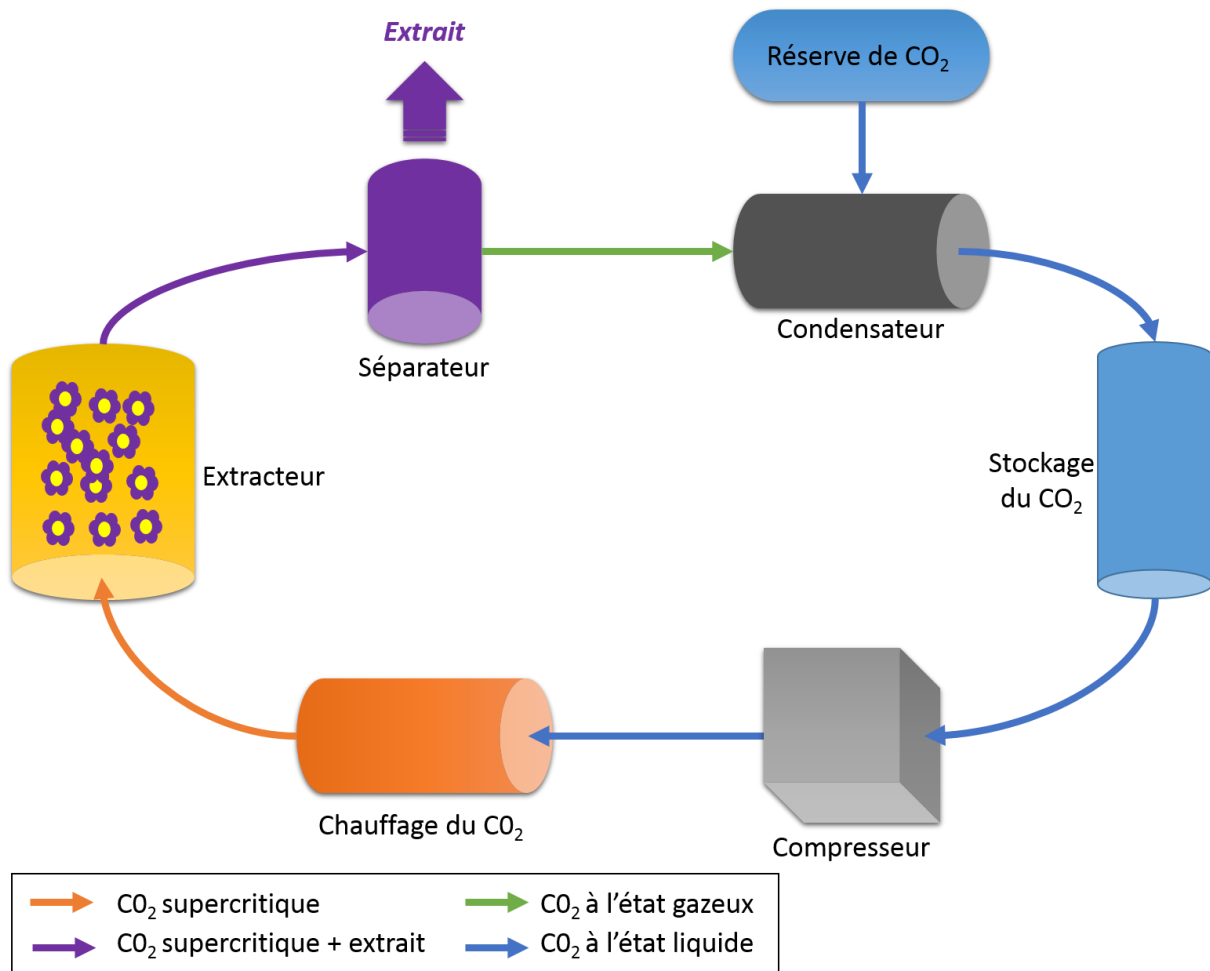 Extrait
Réserve de CO₂
Condensateur
Séparateur
Extracteur
Stockage
du CO₂
Chauffage du C0₂
Compresseur
C0₂ supercritique
C0₂ à l'état gazeux
C0₂ supercritique + extrait
C0₂ à l'état liquide